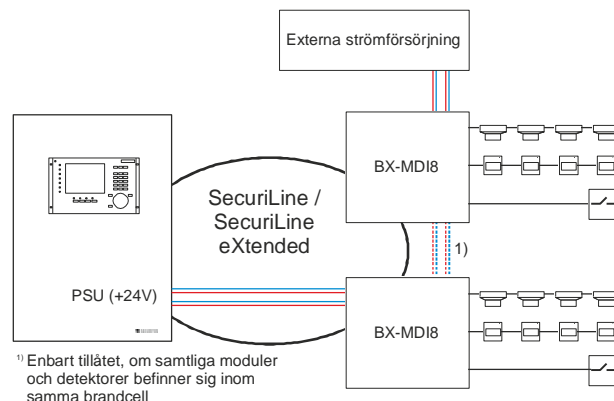 Externa strömförsörjning
BX-MDI8
SecuriLine /
SecuriLine
eXtended
1)
PSU (+24V)
BX-MDI8
1) Enbart tillåtet, om samtliga moduler
och detektorer befinner sig inom
samma brandcell